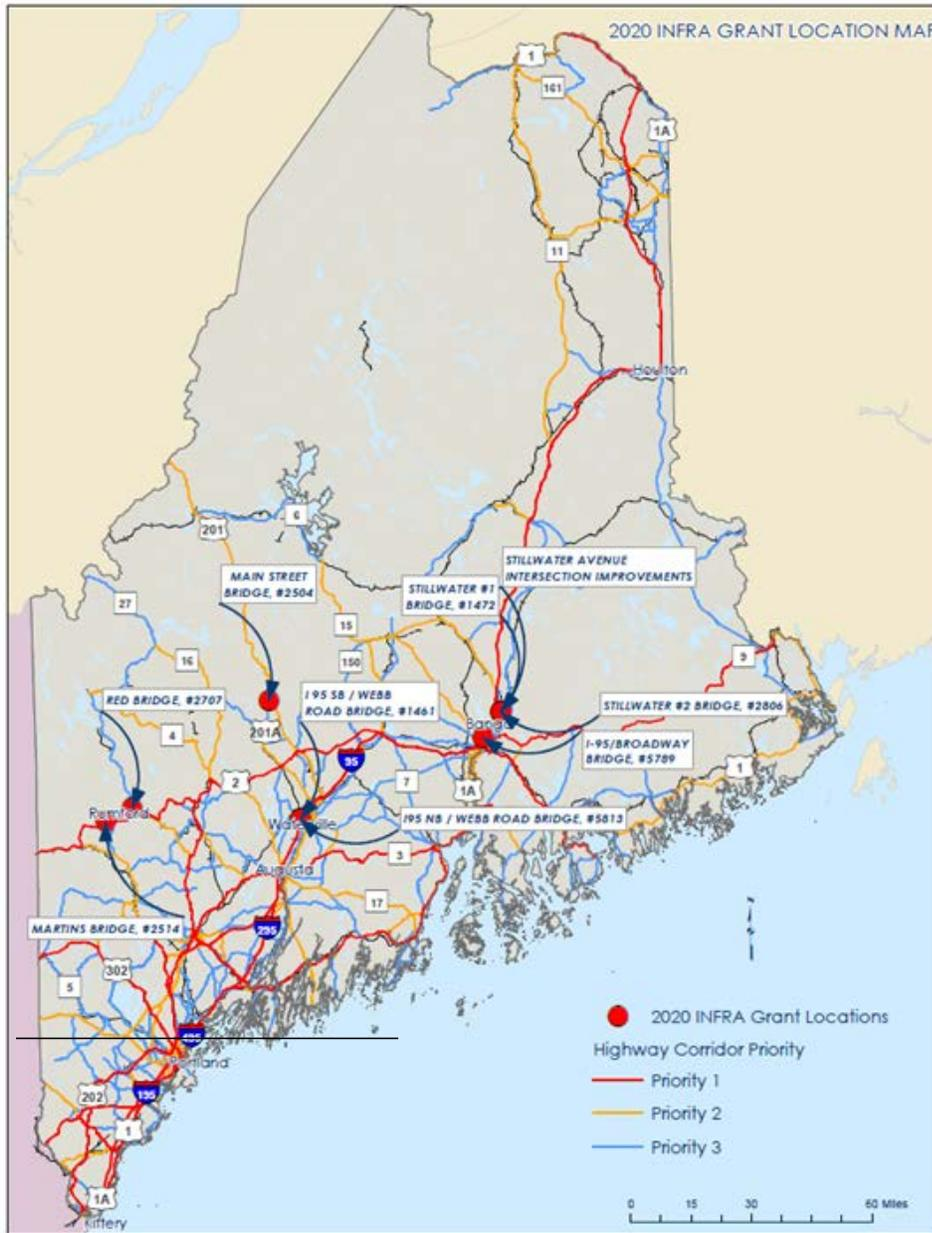 2020 INFRA GRANT LOCATION MAP
1
161
1A
11
Houlton
6
201
STILLWATER AVENUE
INTERSECTION IMPROVEMENTS
MAIN STREET
BRIDGE, #2504
STILLWATER #1
BRIDGE, #1472
27
15
16
150
9
RED BRIDGE, #2707
I 95 SB / WEBB
ROAD BRIDGE, #1461
STILLWATER #2 BRIDGE, #2806
201A
4
I-95/BROADWAY
BRIDGE, #5789
95
2
7
1A
1
Rumford
I95 NB / WEBB ROAD BRIDGE, #5813
3
Augusta
17
MARTINS BRIDGE, #2514
295
302
5
2020 INFRA Grant Locations
Highway Corridor Priority
495
Portland
Priority 1
202
195
Priority 2
1
Priority 3
1A
Kittery
0 15 30 60 Miles